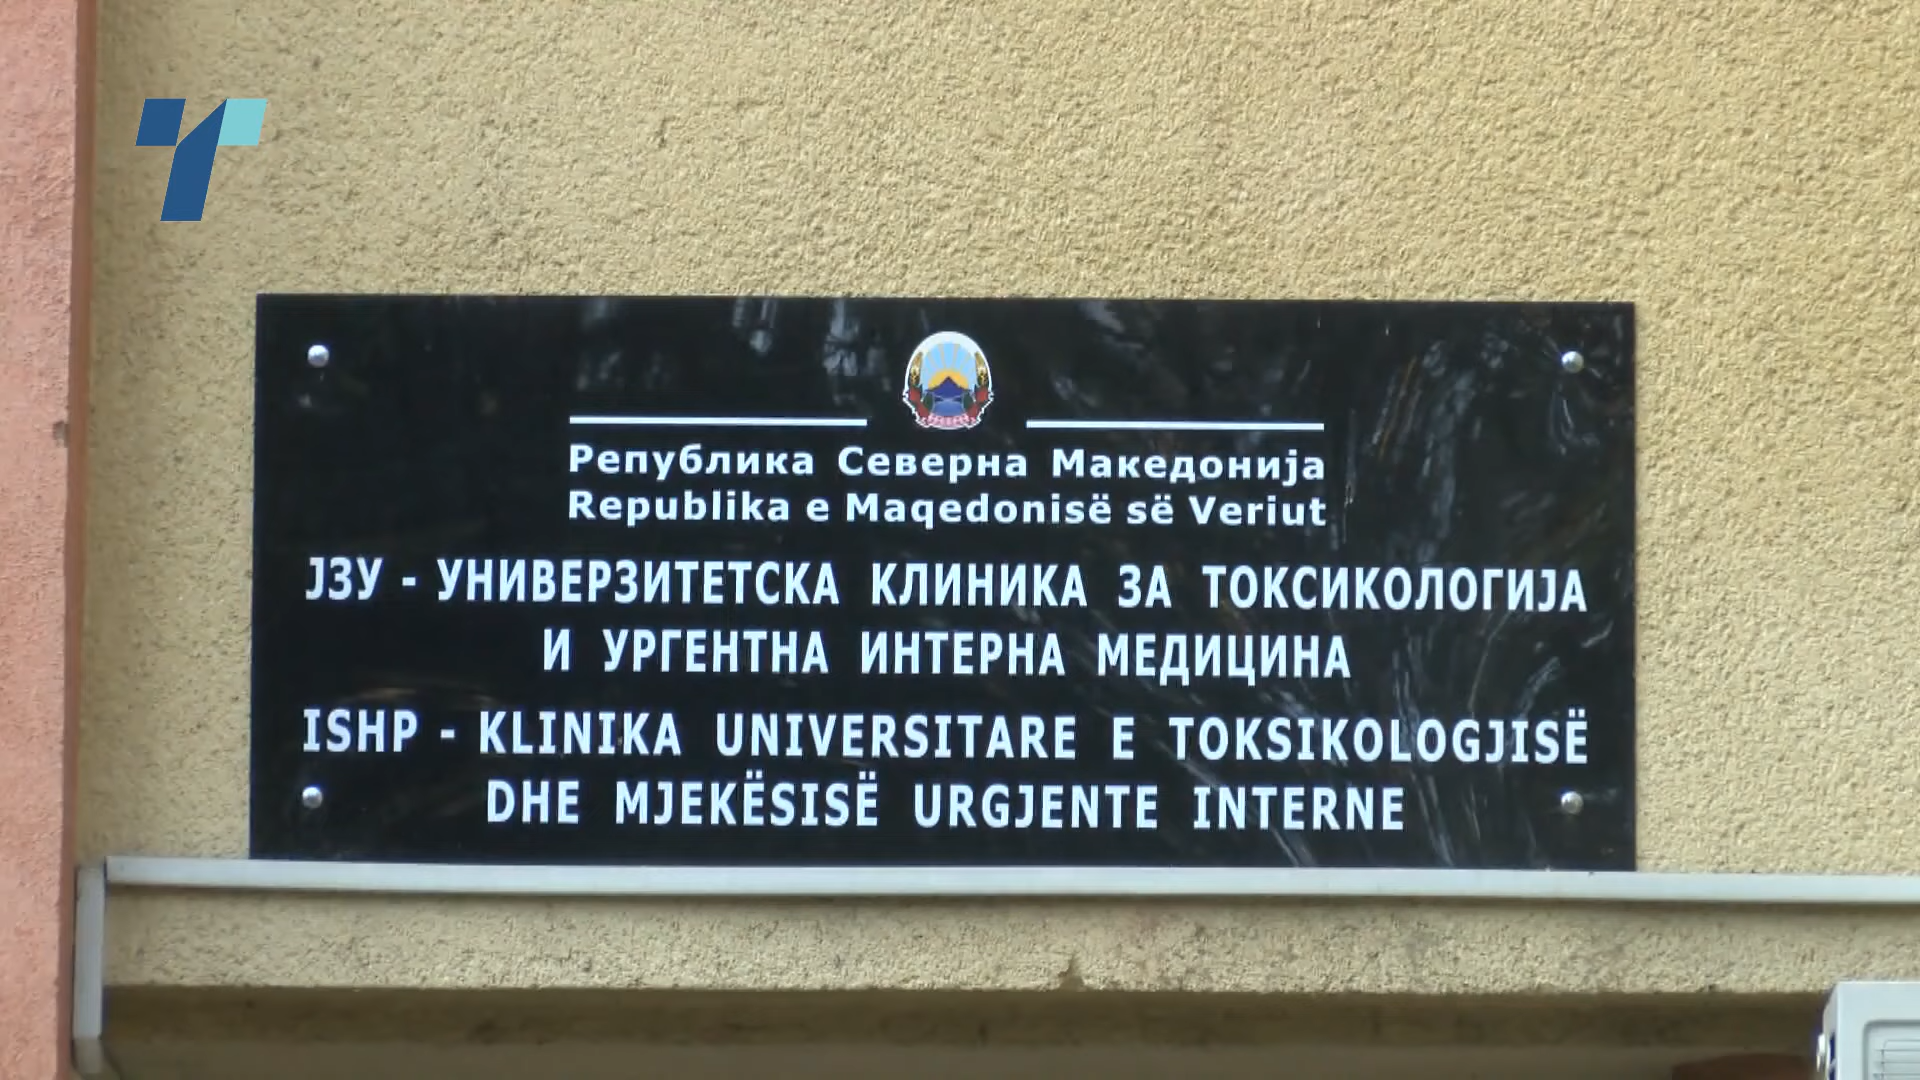 Република Северна Македонија
Republika e Maqedonisë së Veriut
ЈЗУ - УНИВЕРЗИТЕТСКА КЛИНИКА ЗА ТОКСИКОЛОГИЈА
И УРГЕНТНА ИНТЕРНА МЕДИЦИНА
ISHP - KLINIKA UNIVERSITARE E TOKSIKOLOGJISË
DHE MJEKËSISË URGJENTE INTERNE